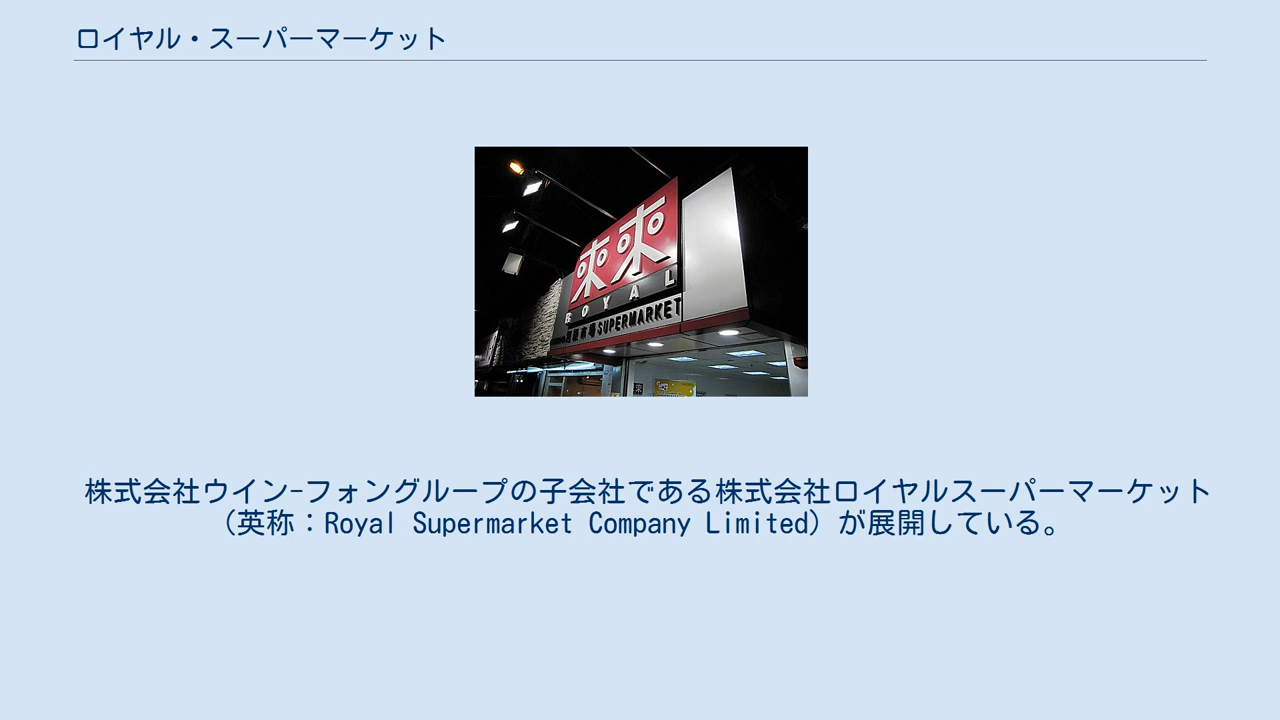 ロイヤル・スーパーマーケット
來來
ROYAL
SUPERMARKET
株式会社ウイン-フォングループの子会社である株式会社ロイヤルスーパーマーケット
（英称：Royal Supermarket Company Limited）が展開している。